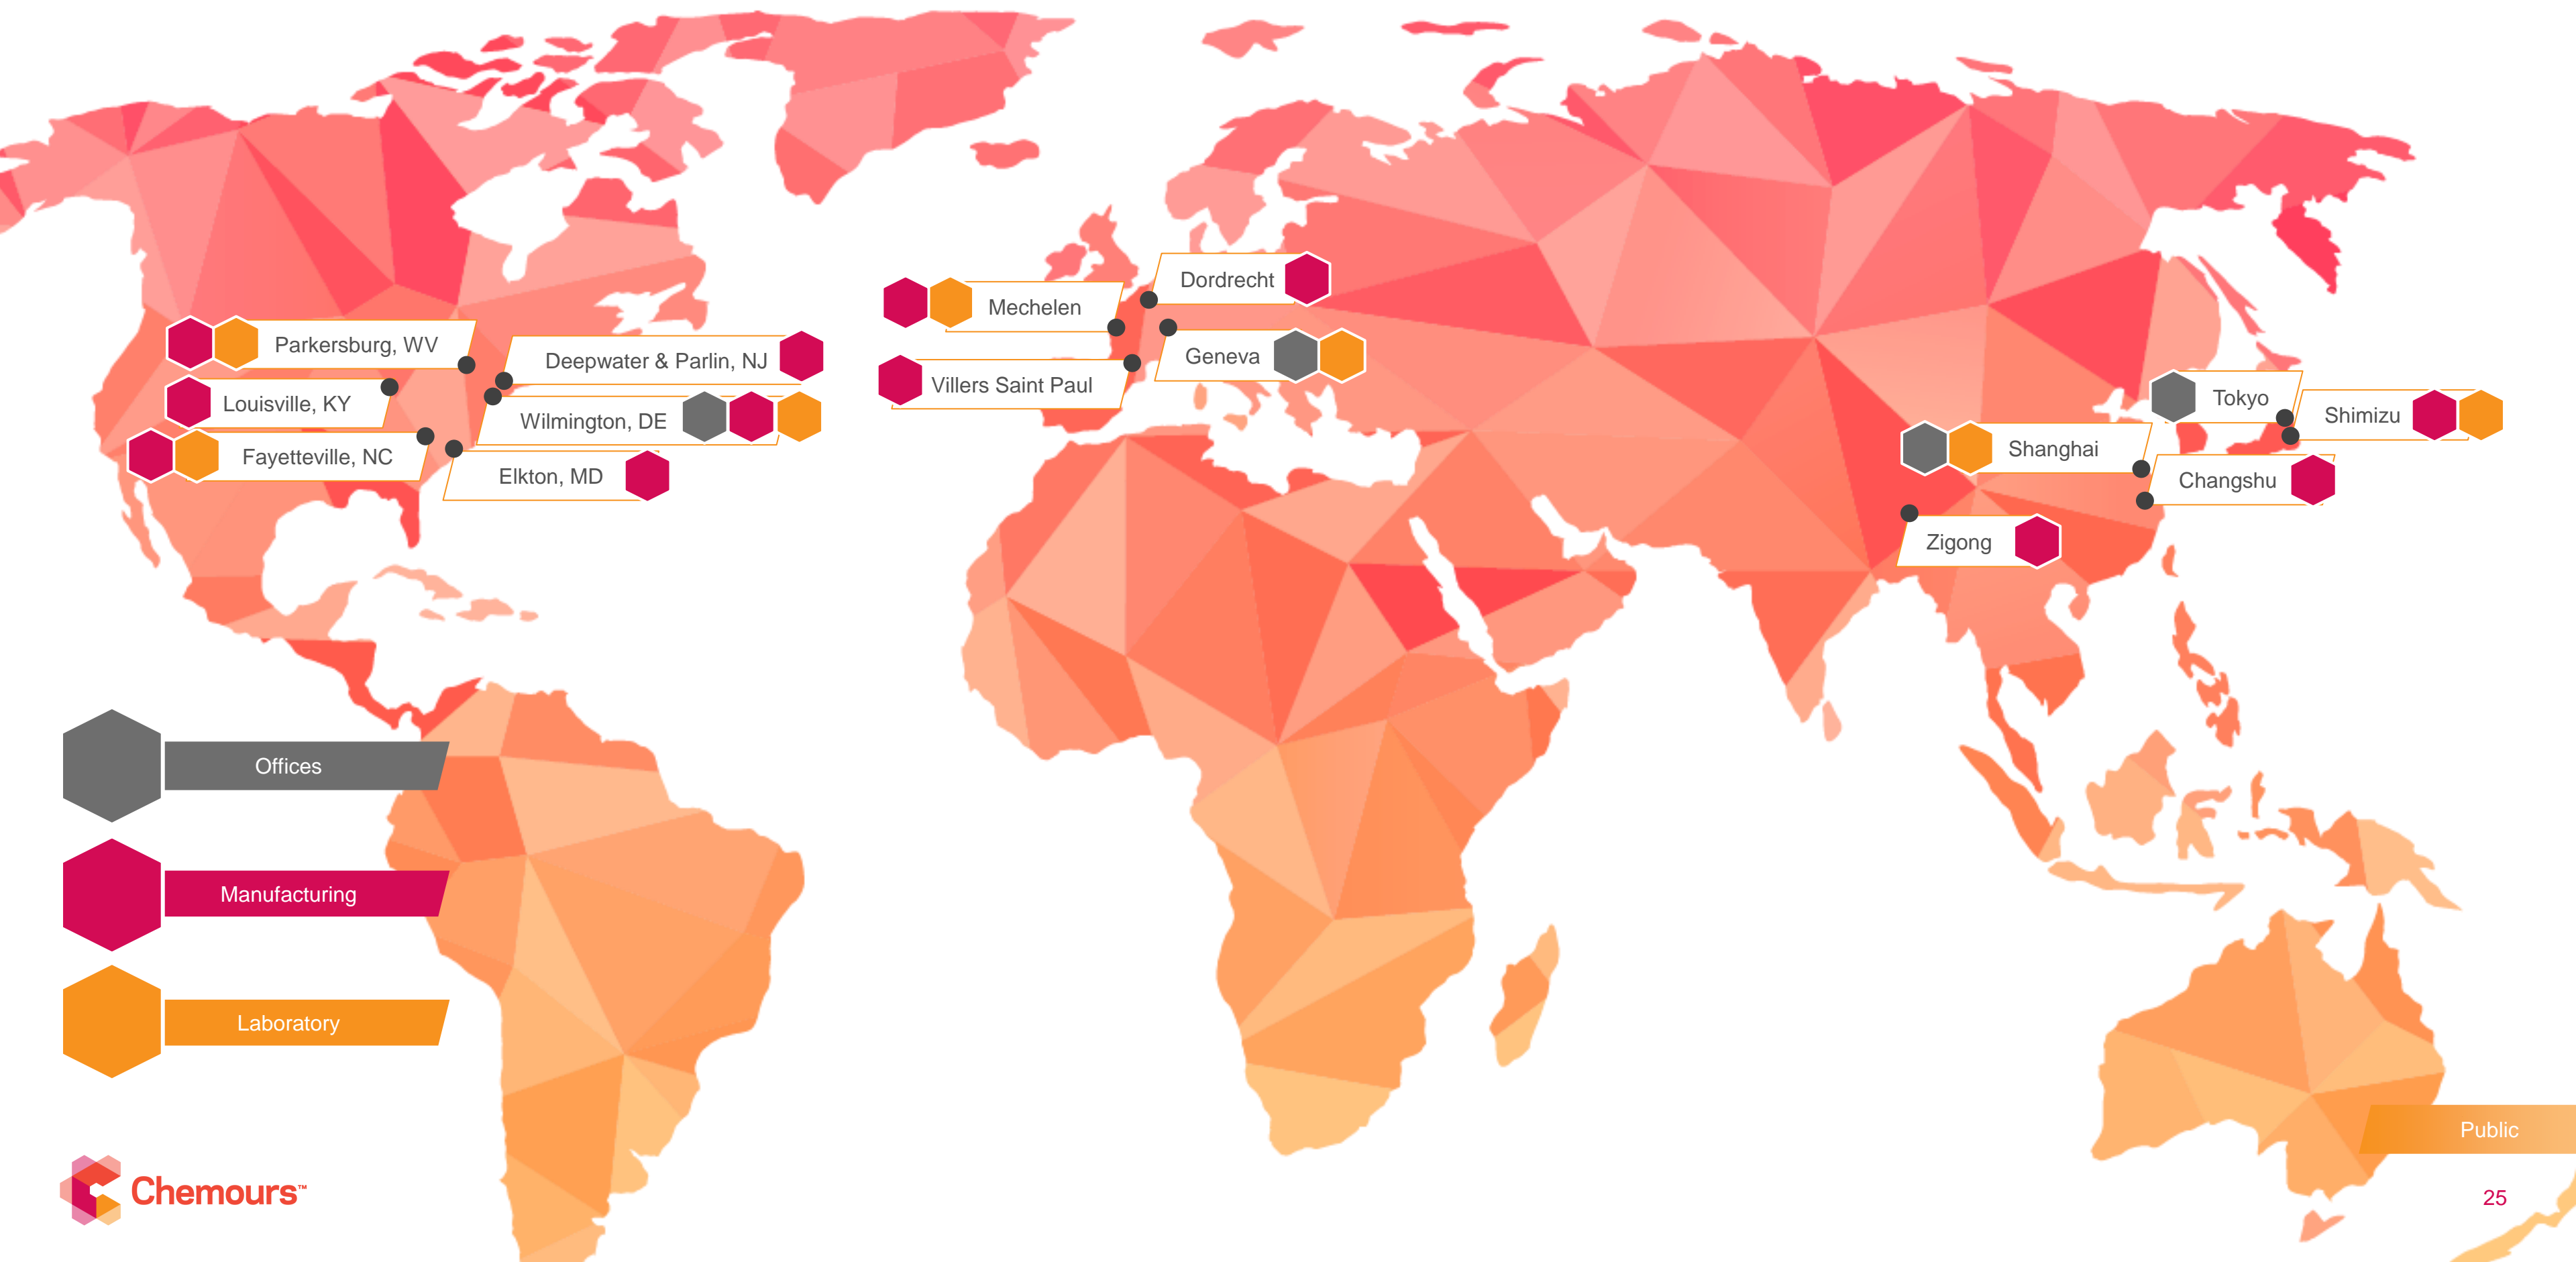 Parkersburg, WV
Louisville, KY
Fayetteville, NC
Deepwater & Parlin, NJ
Wilmington, DE
Elkton, MD
Mechelen
Villers Saint Paul
Dordrecht
Geneva
Tokyo
Shimizu
Shanghai
Changshu
Zigong
Offices
Manufacturing
Laboratory
Public
Chemours™
25